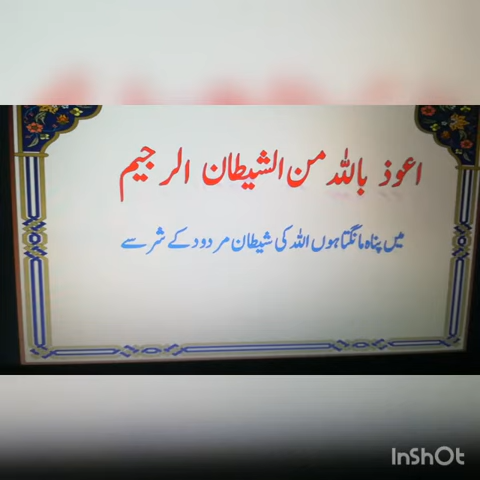 اعوذ باللہ من الشیطان الرجیم
میں پناہ مانگتا ہوں اللہ کی شیطان مردود کے شر سے
InShOt